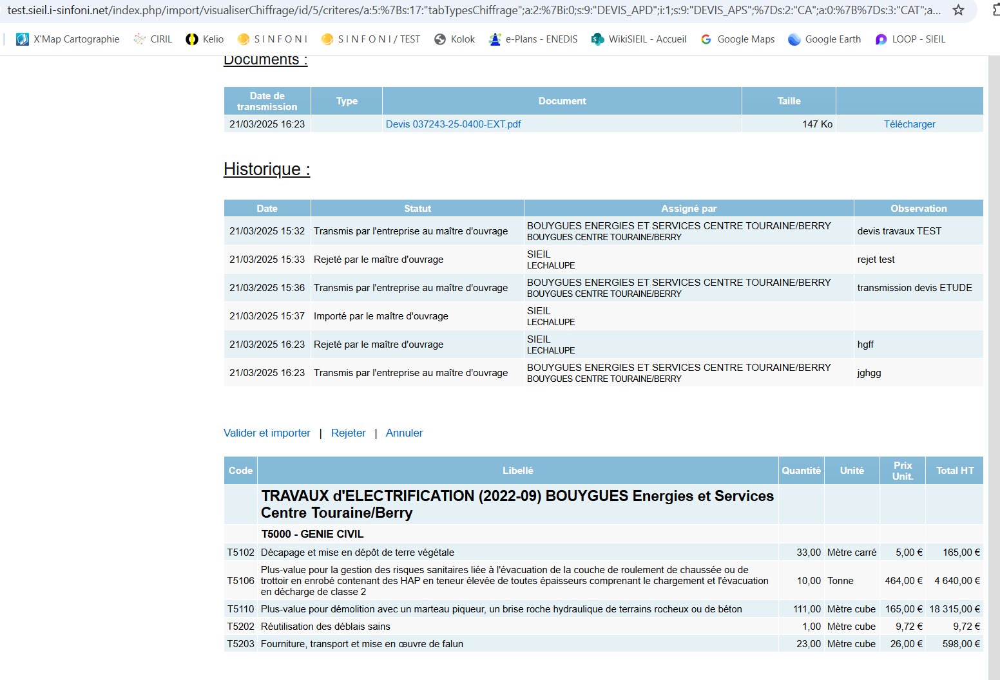 test.sieil.i-sinfoni.net/index.php/import/visualiserChiffrage/id/5/criteres/a:5:%7Bs:17:"tabTypesChiffrage";a:2:%7Bi:0;s:9:"DEVIS_APD";i:1;s:9:"DEVIS_APS";%7Ds:2:"CA";a:0:%7B%7Ds:3:"CAT";a...
X'Map Cartographie CIRIL Kelio S I N F O N I S I N F O N I / TEST Kolok e-Plans - ENEDIS WikiSIEIL - Accueil Google Maps Google Earth LOOP - SIEIL
Documents :
Date de transmission Type Document Taille
21/03/2025 16:23 Devis 037243-25-0400-EXT.pdf 147 Ko Télécharger
Historique :
Date Statut Assigné par Observation
21/03/2025 15:32 Transmis par l'entreprise au maître d'ouvrage BOUYGUES ENERGIES ET SERVICES CENTRE TOURAINE/BERRY devis travaux TEST
BOUYGUES CENTRE TOURAINE/BERRY
21/03/2025 15:33 Rejeté par le maître d'ouvrage SIEIL rejet test
LECHALUPE
21/03/2025 15:36 Transmis par l'entreprise au maître d'ouvrage BOUYGUES ENERGIES ET SERVICES CENTRE TOURAINE/BERRY transmission devis ETUDE
BOUYGUES CENTRE TOURAINE/BERRY
21/03/2025 15:37 Importé par le maître d'ouvrage SIEIL
LECHALUPE
21/03/2025 16:23 Rejeté par le maître d'ouvrage SIEIL hgff
LECHALUPE
21/03/2025 16:23 Transmis par l'entreprise au maître d'ouvrage BOUYGUES ENERGIES ET SERVICES CENTRE TOURAINE/BERRY jghgg
BOUYGUES CENTRE TOURAINE/BERRY
Valider et importer | Rejeter | Annuler
Code Libellé Quantité Unité Prix Unit. Total HT
TRAVAUX d'ELECTRIFICATION (2022-09) BOUYGUES Energies et Services
Centre Touraine/Berry
T5000 - GENIE CIVIL
T5102 Décapage et mise en dépôt de terre végétale 33,00 Mètre carré 5,00 € 165,00 €
Plus-value pour la gestion des risques sanitaires liée à l'évacuation de la couche de roulement de chaussée ou de
T5106 trottoir en enrobé contenant des HAP en teneur élevée de toutes épaisseurs comprenant le chargement et l'évacuation 10,00 Tonne 464,00 € 4 640,00 €
en décharge de classe 2
T5110 Plus-value pour démolition avec un marteau piqueur, un brise roche hydraulique de terrains rocheux ou de béton 111,00 Mètre cube 165,00 € 18 315,00 €
T5202 Réutilisation des déblais sains 1,00 Mètre cube 9,72 € 9,72 €
T5203 Fourniture, transport et mise en œuvre de falun 23,00 Mètre cube 26,00 € 598,00 €